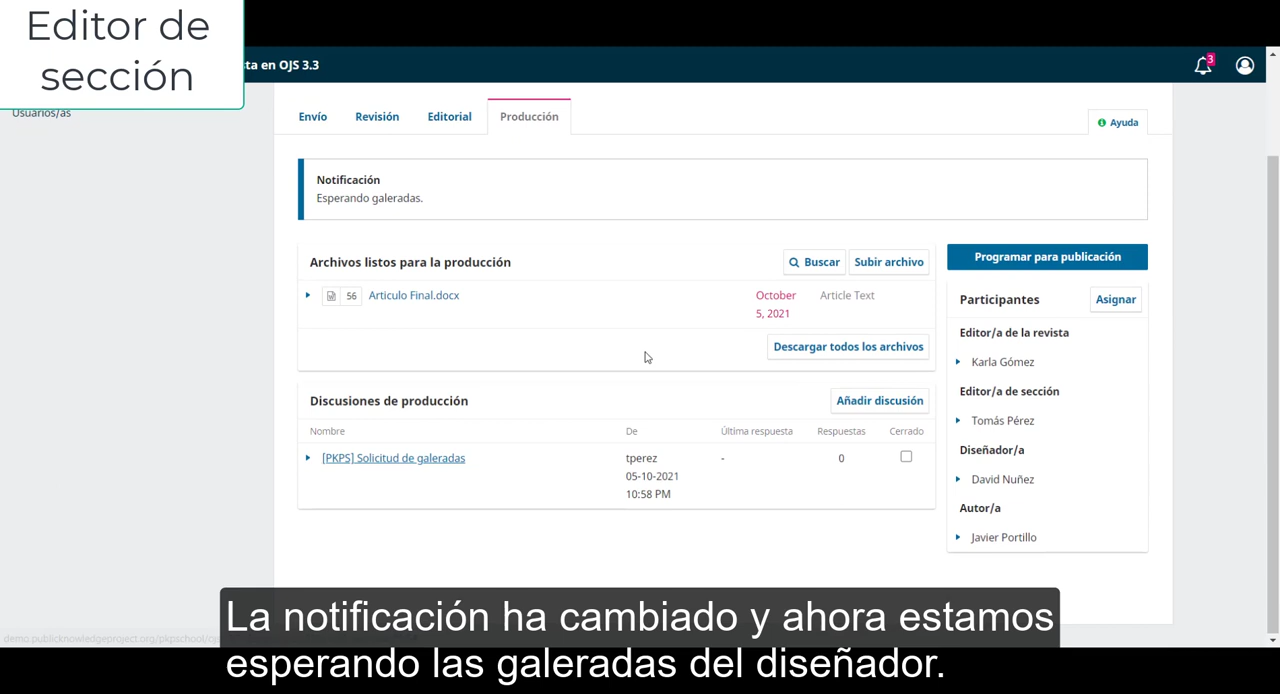 Editor de
sección
ta en OJS 3.3
3
Usuarios/as
Envío
Revisión
Editorial
Producción
Ayuda
Notificación
Esperando galeradas.
Archivos listos para la producción
Buscar
Subir archivo
56
Articulo Final.docx
October
5, 2021
Article Text
Descargar todos los archivos
Discusiones de producción
Añadir discusión
Nombre
De
Última respuesta
Respuestas
Cerrado
[PKPS] Solicitud de galeradas
tperez
05-10-2021
10:58 PM
-
0
Programar para publicación
Participantes
Asignar
Editor/a de la revista
Karla Gómez
Editor/a de sección
Tomás Pérez
Diseñador/a
David Nuñez
Autor/a
Javier Portillo
La notificación ha cambiado y ahora estamos
esperando las galeradas del diseñador.